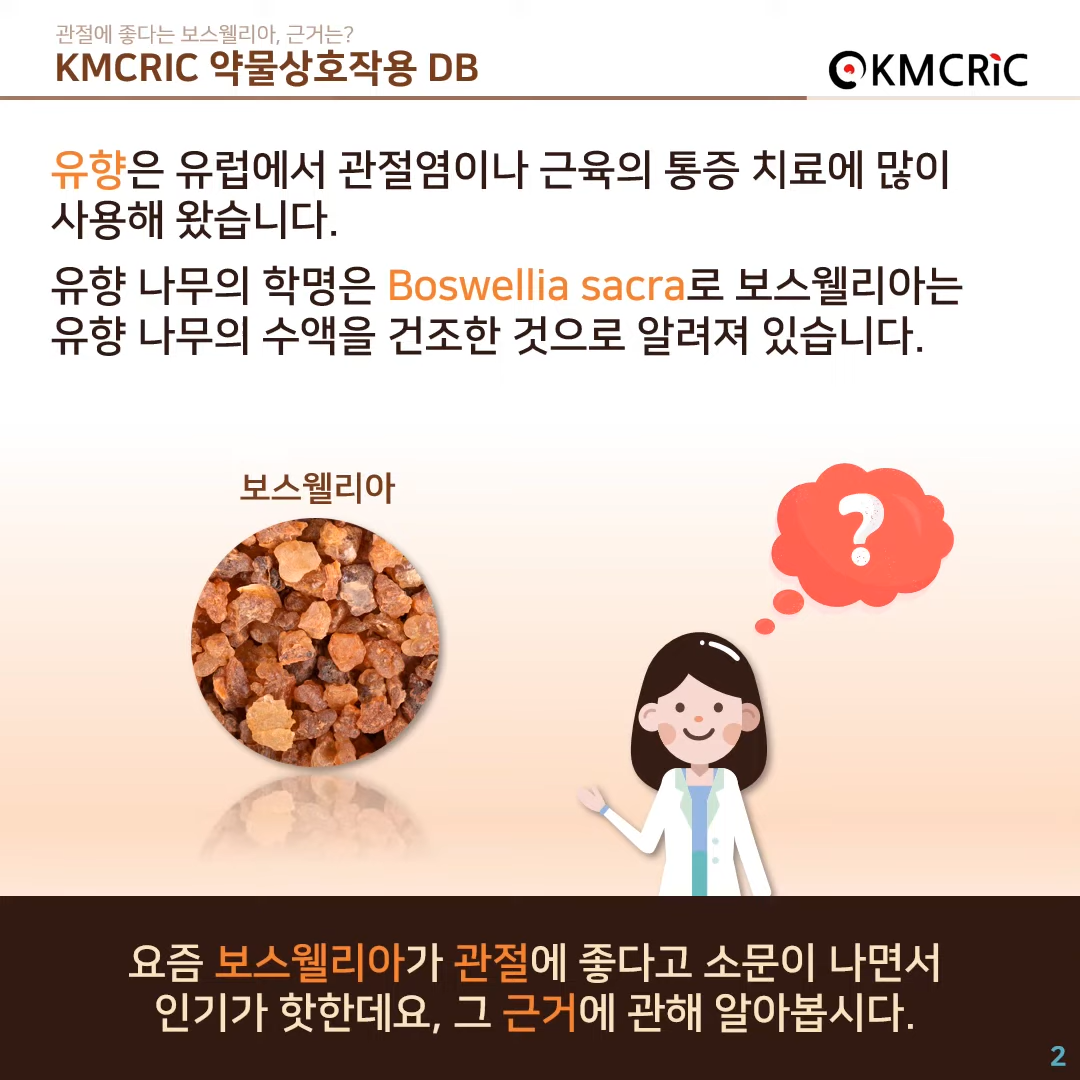 관절에 좋다는 보스웰리아, 근거는?
KMCRIC 약물상호작용 DB
KMCRiC
유향은 유럽에서 관절염이나 근육의 통증 치료에 많이
사용해 왔습니다.
유향 나무의 학명은 Boswellia sacra로 보스웰리아는
유향 나무의 수액을 건조한 것으로 알려져 있습니다.
보스웰리아
?
요즘 보스웰리아가 관절에 좋다고 소문이 나면서
인기가 핫한데요, 그 근거에 관해 알아봅시다.
2